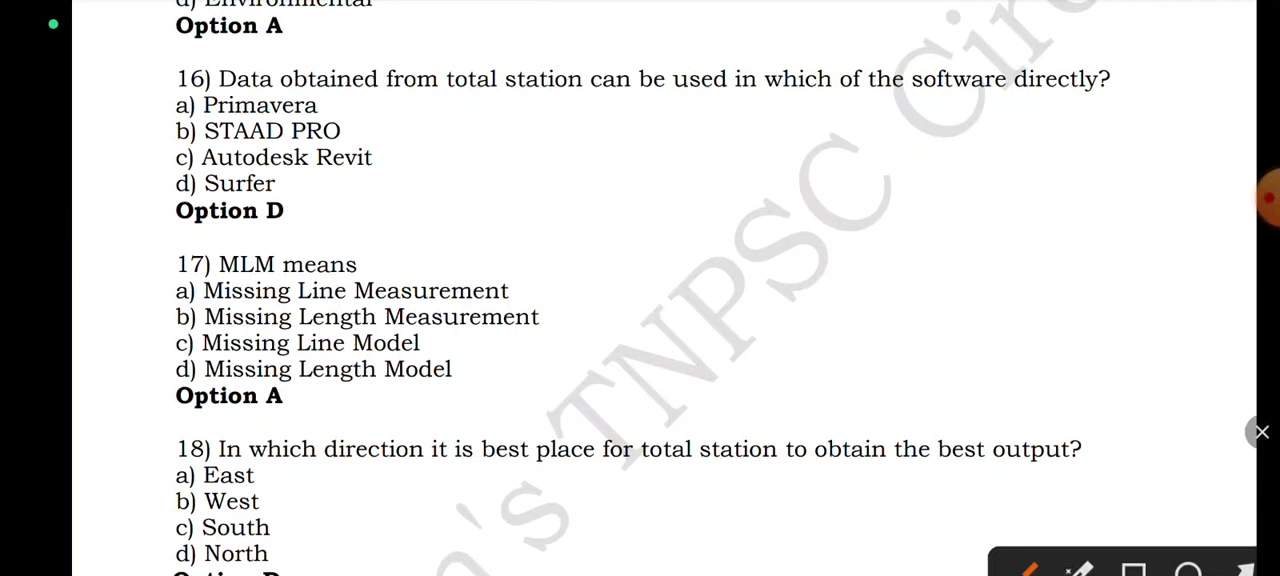 d) Environmental
Option A
16) Data obtained from total station can be used in which of the software directly?
a) Primavera
b) STAAD PRO
c) Autodesk Revit
d) Surfer
Option D
17) MLM means
a) Missing Line Measurement
b) Missing Length Measurement
c) Missing Line Model
d) Missing Length Model
Option A
18) In which direction it is best place for total station to obtain the best output?
a) East
b) West
c) South
d) North
's TNPSC Cir